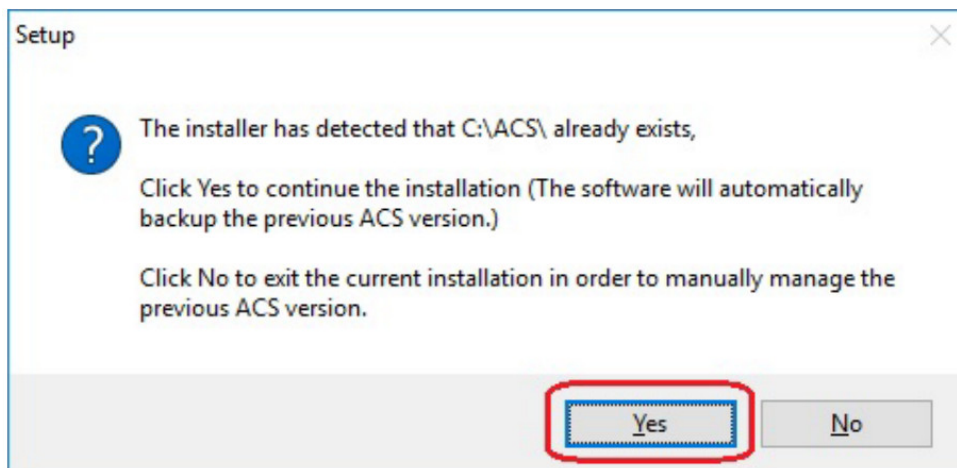 Setup
?
The installer has detected that C:\ACS\ already exists,
Click Yes to continue the installation (The software will automatically
backup the previous ACS version.)
Click No to exit the current installation in order to manually manage the
previous ACS version.
Yes
No